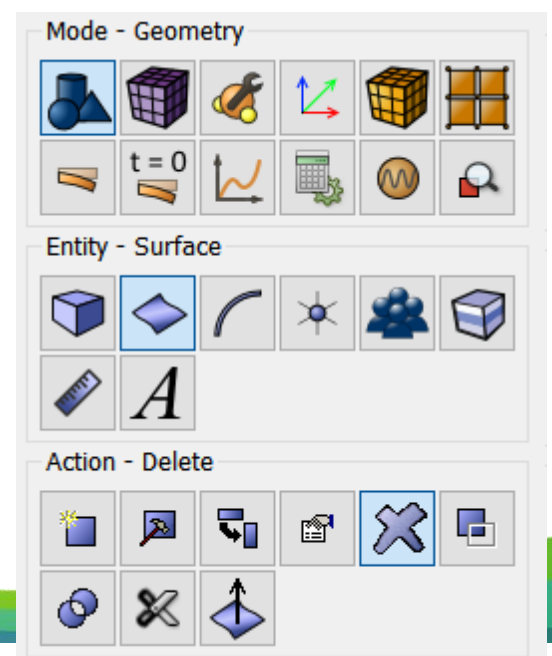 Mode - Geometry
t = 0
Entity - Surface
A
Action - Delete